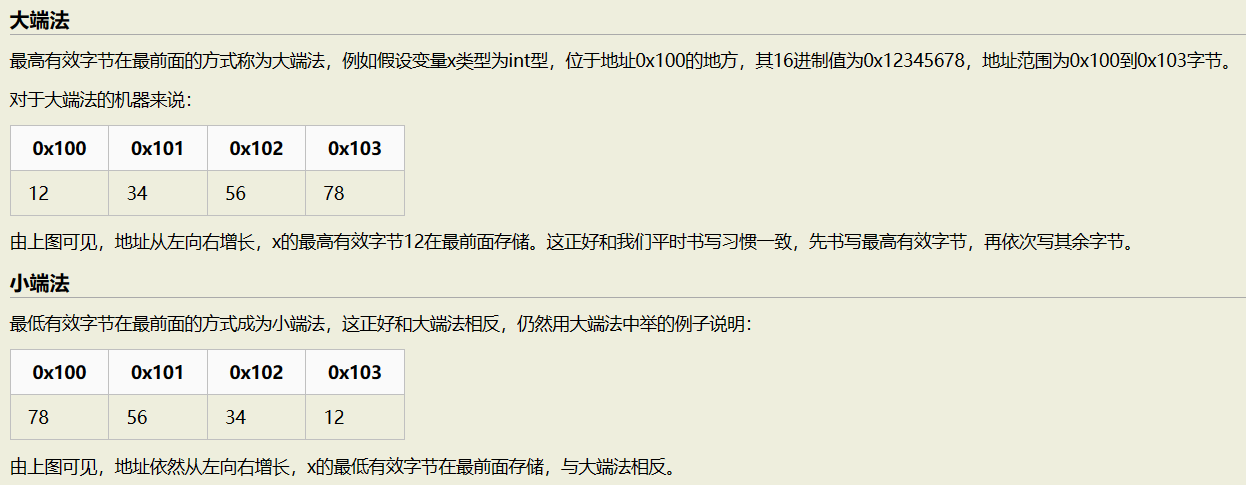 大端法
最高有效字节在最前面的方式称为大端法，例如假设变量x类型为int型，位于地址0x100的地方，其16进制值为0x12345678，地址范围为0x100到0x103字节。
对于大端法的机器来说：
0x100 0x101 0x102 0x103
12 34 56 78
由上图可见，地址从左向右增长，x的最高有效字节12在最前面存储。这正好和我们平时书写习惯一致，先书写最高有效字节，再依次写其余字节。
小端法
最低有效字节在最前面的方式成为小端法，这正好和大端法相反，仍然用大端法中举的例子说明：
0x100 0x101 0x102 0x103
78 56 34 12
由上图可见，地址依然从左向右增长，x的最低有效字节在最前面存储，与大端法相反。